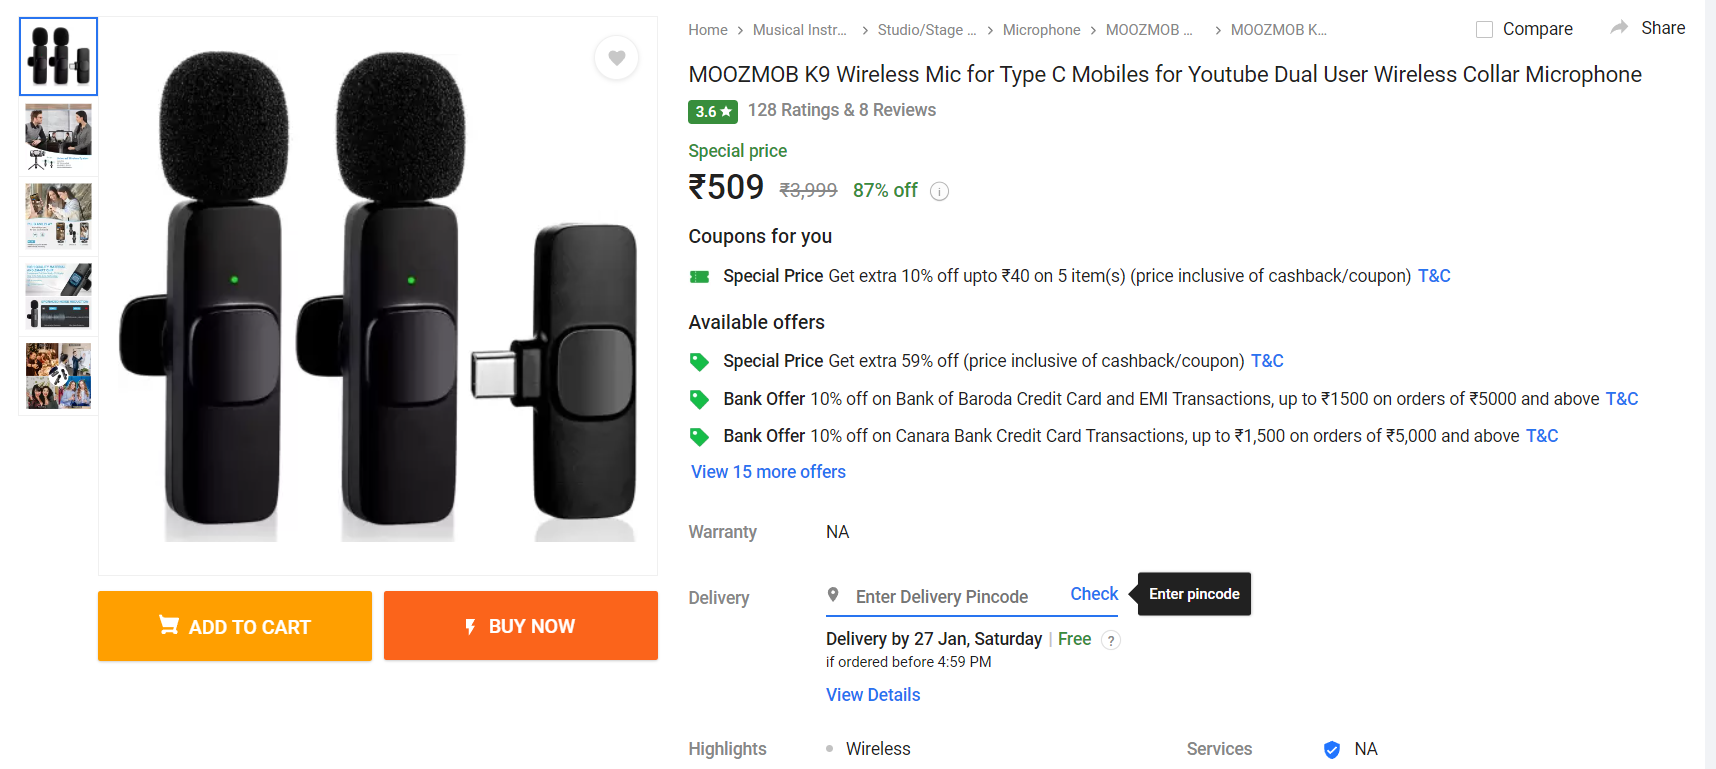 Home
Musical Instr...
Studio/Stage ...
Microphone
MOOZMOB ...
MOOZMOB K...
Compare
Share
MOOZMOB K9 Wireless Mic for Type C Mobiles for Youtube Dual User Wireless Collar Microphone
3.6★ 128 Ratings & 8 Reviews
Special price
₹509 ₹3,999 87% off
Coupons for you
Special Price Get extra 10% off upto ₹40 on 5 item(s) (price inclusive of cashback/coupon) T&C
Available offers
Special Price Get extra 59% off (price inclusive of cashback/coupon) T&C
Bank Offer 10% off on Bank of Baroda Credit Card and EMI Transactions, up to ₹1500 on orders of ₹5000 and above T&C
Bank Offer 10% off on Canara Bank Credit Card Transactions, up to ₹1,500 on orders of ₹5,000 and above T&C
View 15 more offers
Warranty NA
Delivery
Enter Delivery Pincode Check
Enter pincode
Delivery by 27 Jan, Saturday | Free ?
if ordered before 4:59 PM
View Details
Highlights
Wireless
Services NA
ADD TO CART
BUY NOW